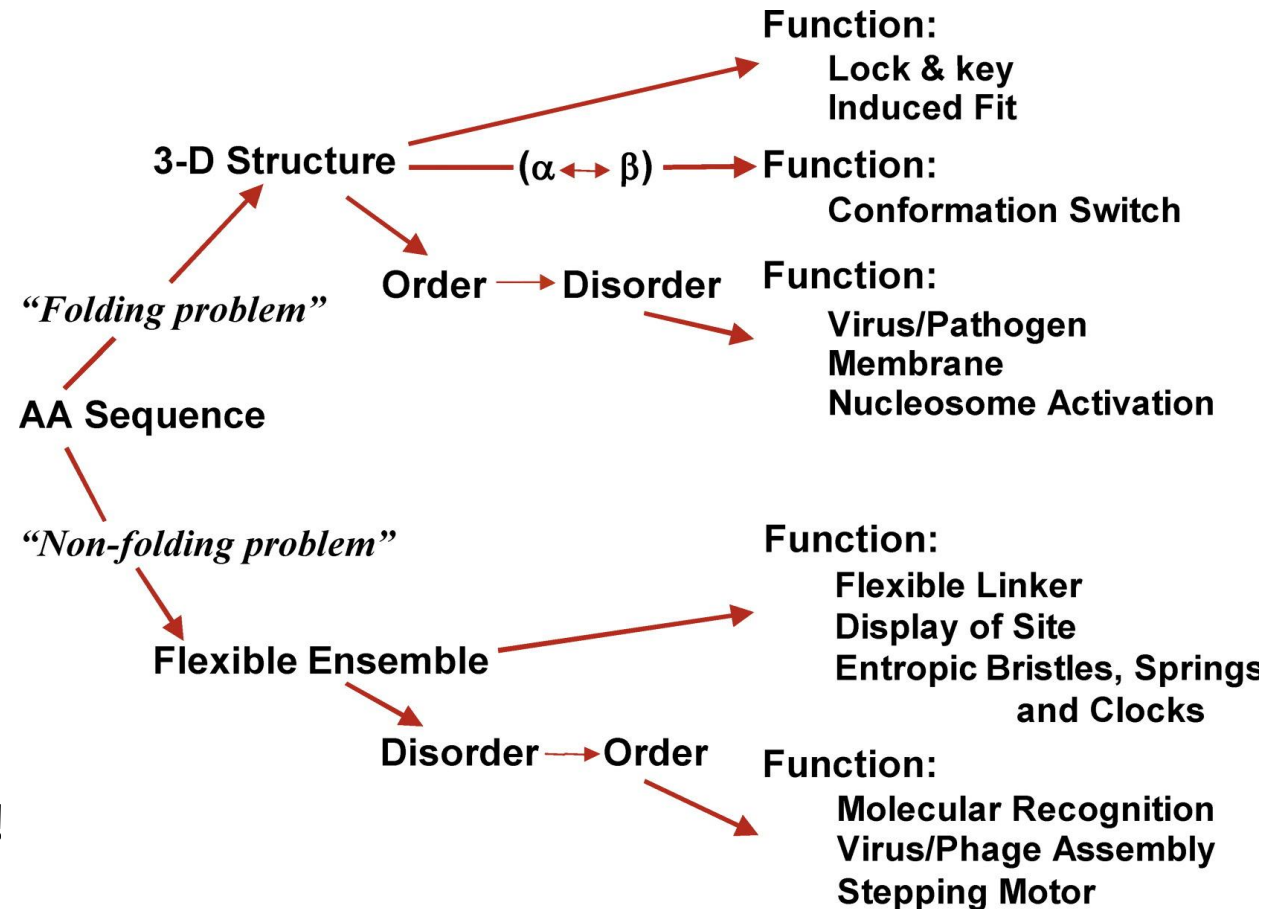 Function:
Lock & key
Induced Fit
3-D Structure
(α β)
Function:
Conformation Switch
Order
Disorder
Function:
Virus/Pathogen
Membrane
Nucleosome Activation
“Folding problem”
AA Sequence
“Non-folding problem”
Function:
Flexible Linker
Display of Site
Entropic Bristles, Springs
and Clocks
Flexible Ensemble
Disorder
Order
Function:
Molecular Recognition
Virus/Phage Assembly
Stepping Motor
!